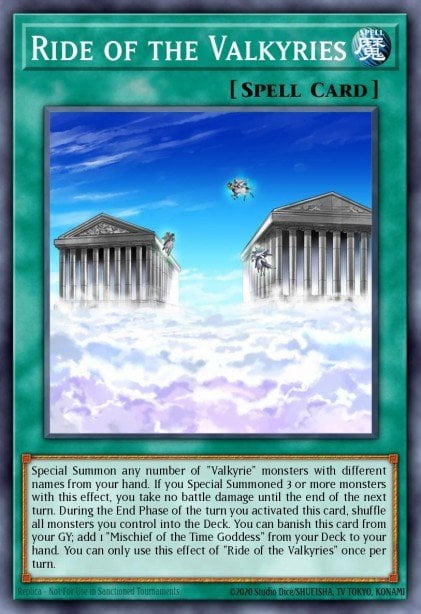 RIDE OF THE VALKYRIES
SPELL
魔
[ SPELL CARD ]
Special Summon any number of "Valkyrie" monsters with different
names from your hand. If you Special Summoned 3 or more monsters
with this effect, you take no battle damage until the end of the next
turn. During the End Phase of the turn you activated this card, shuffle
all monsters you control into the Deck. You can banish this card from
your GY; add 1 "Mischief of the Time Goddess" from your Deck to your
hand. You can only use this effect of "Ride of the Valkyries" once per
turn.
Replica - Not For Use in Sanctioned Tournaments
©2020 Studio Dice/SHUEISHA, TV TOKYO, KONAMI